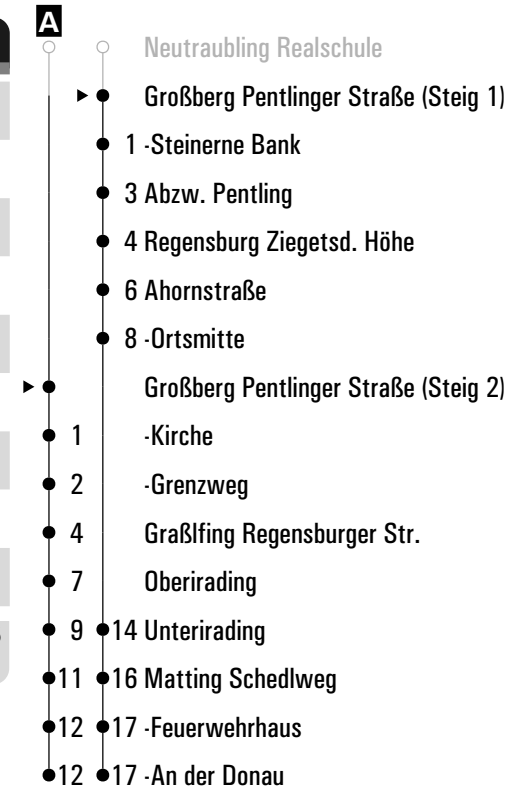 A
Neutraubling Realschule
Großberg Pentlinger Straße (Steig 1)
1 -Steinerne Bank
3 Abzw. Pentling
4 Regensburg Ziegetsd. Höhe
6 Ahornstraße
8 -Ortsmitte
Großberg Pentlinger Straße (Steig 2)
1 -Kirche
2 -Grenzweg
4 Graßlfing Regensburger Str.
7 Oberirading
9 14 Unterirading
11 16 Matting Schedlweg
12 17 -Feuerwehrhaus
12 17 -An der Donau